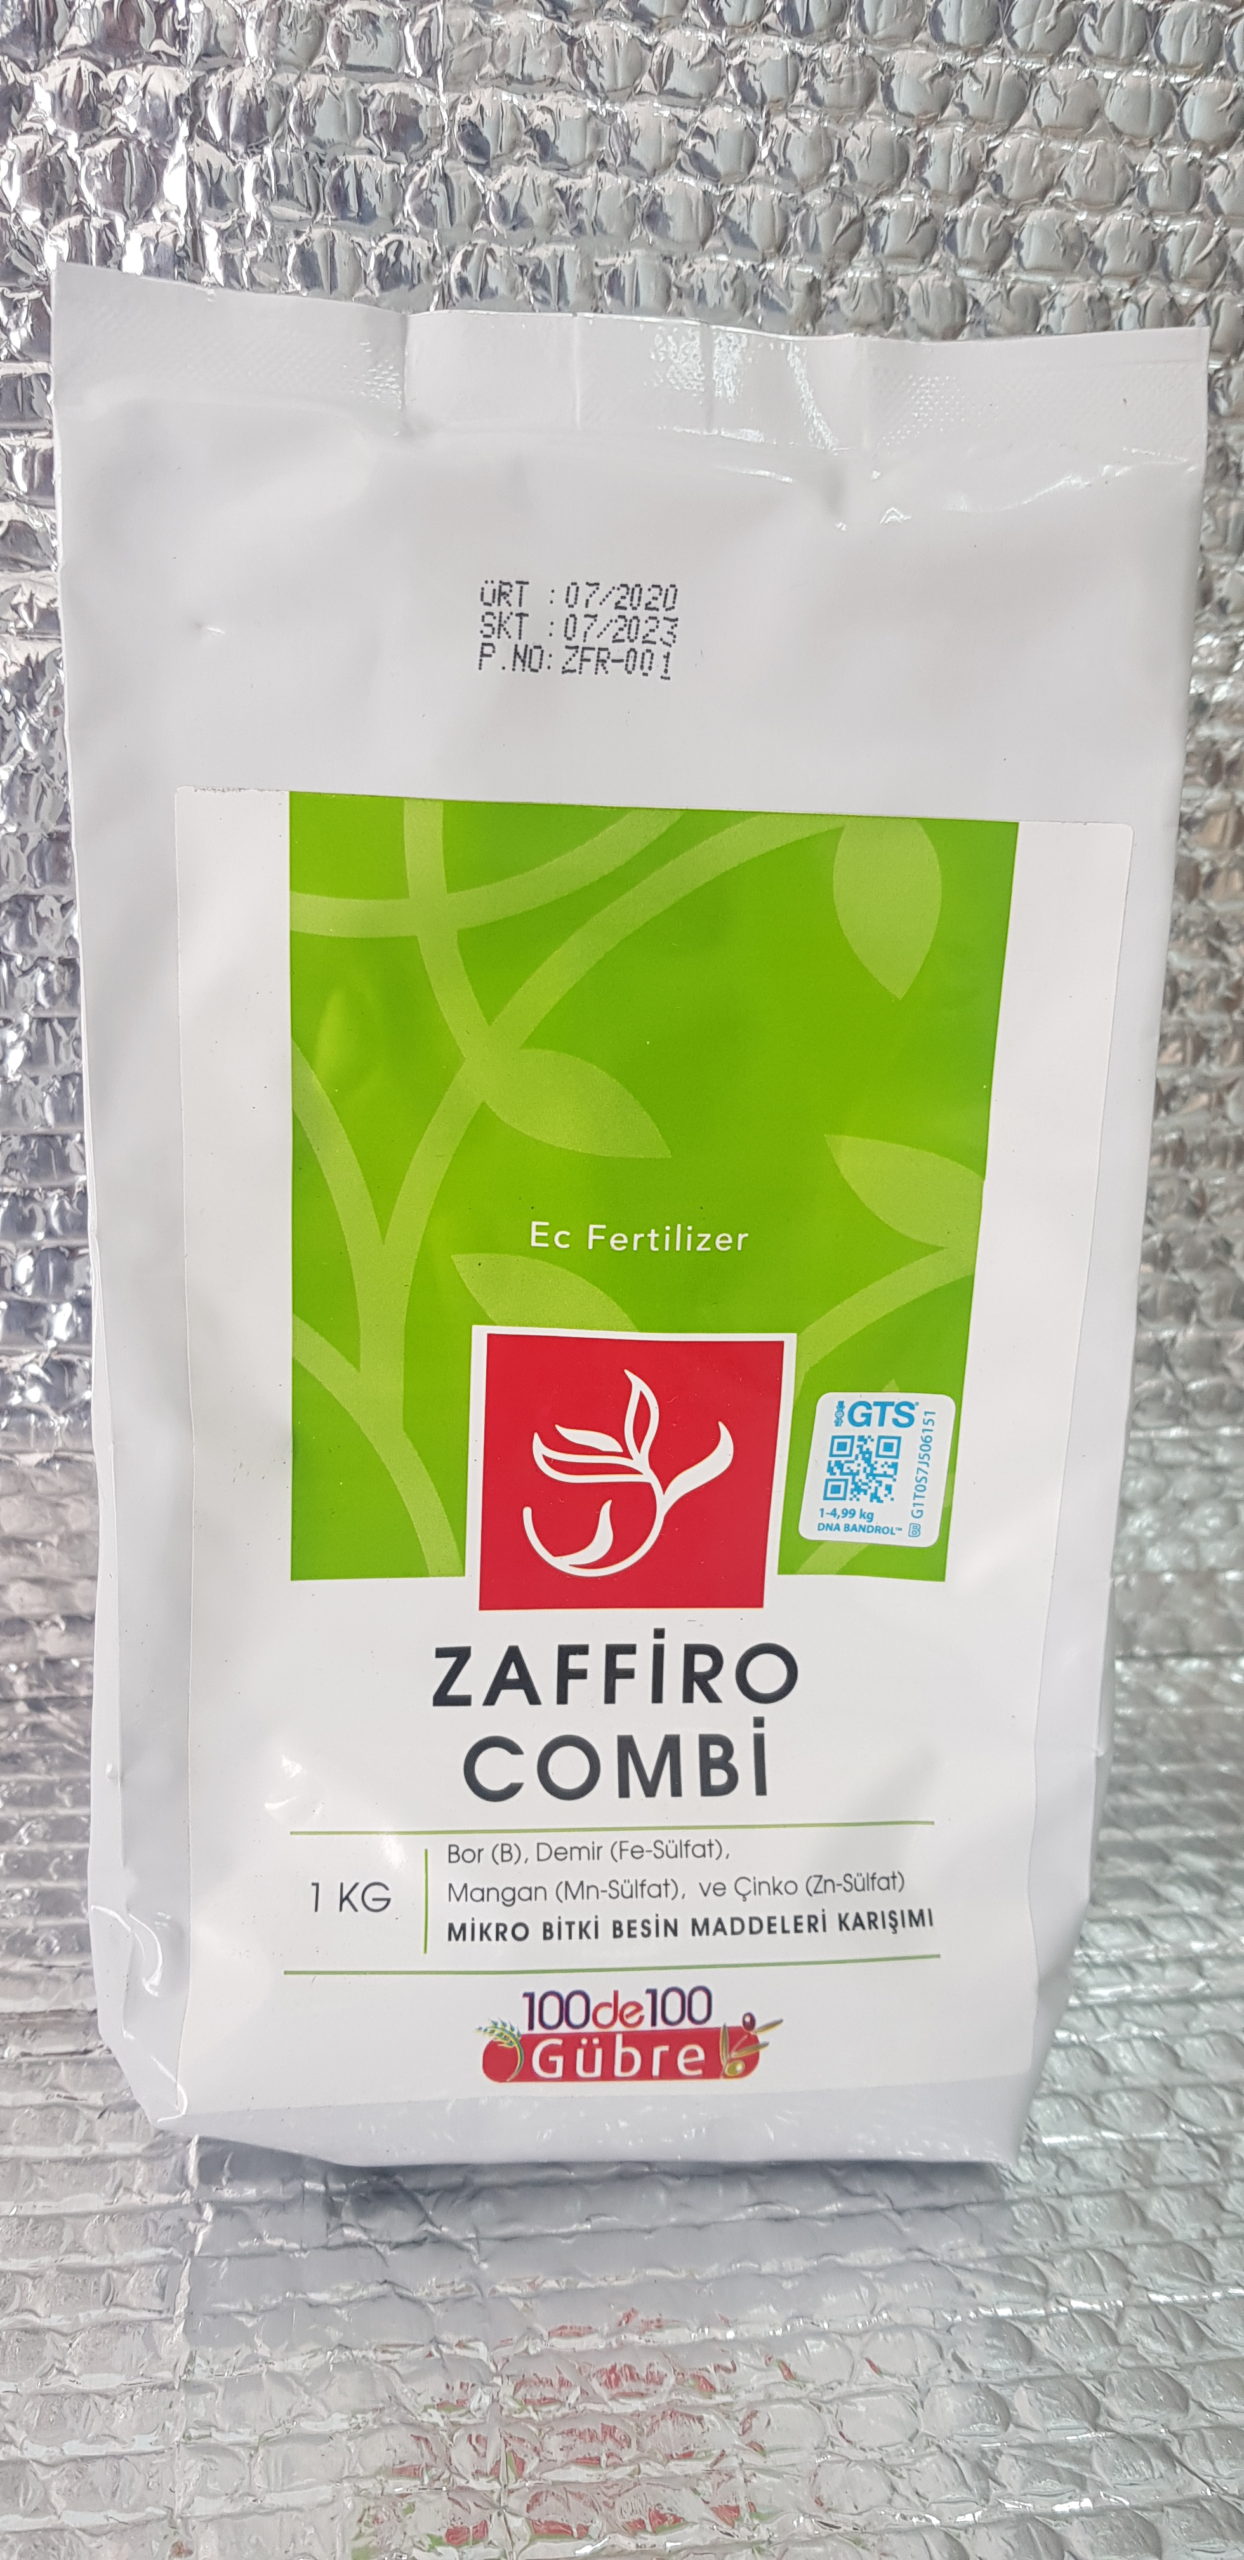 ÜRT : 07/2020
SKT : 07/2023
P.NO: ZFR-001
Ec Fertilizer
GTS
G1T0S7J506151
1-4,99 kg
DNA BANDROL™ B
ZAFFİRO
COMBİ
1 KG
Bor (B), Demir (Fe-Sülfat),
Mangan (Mn-Sülfat), ve Çinko (Zn-Sülfat)
MİKRO BİTKİ BESİN MADDELERİ KARIŞIMI
100de100
Gübre